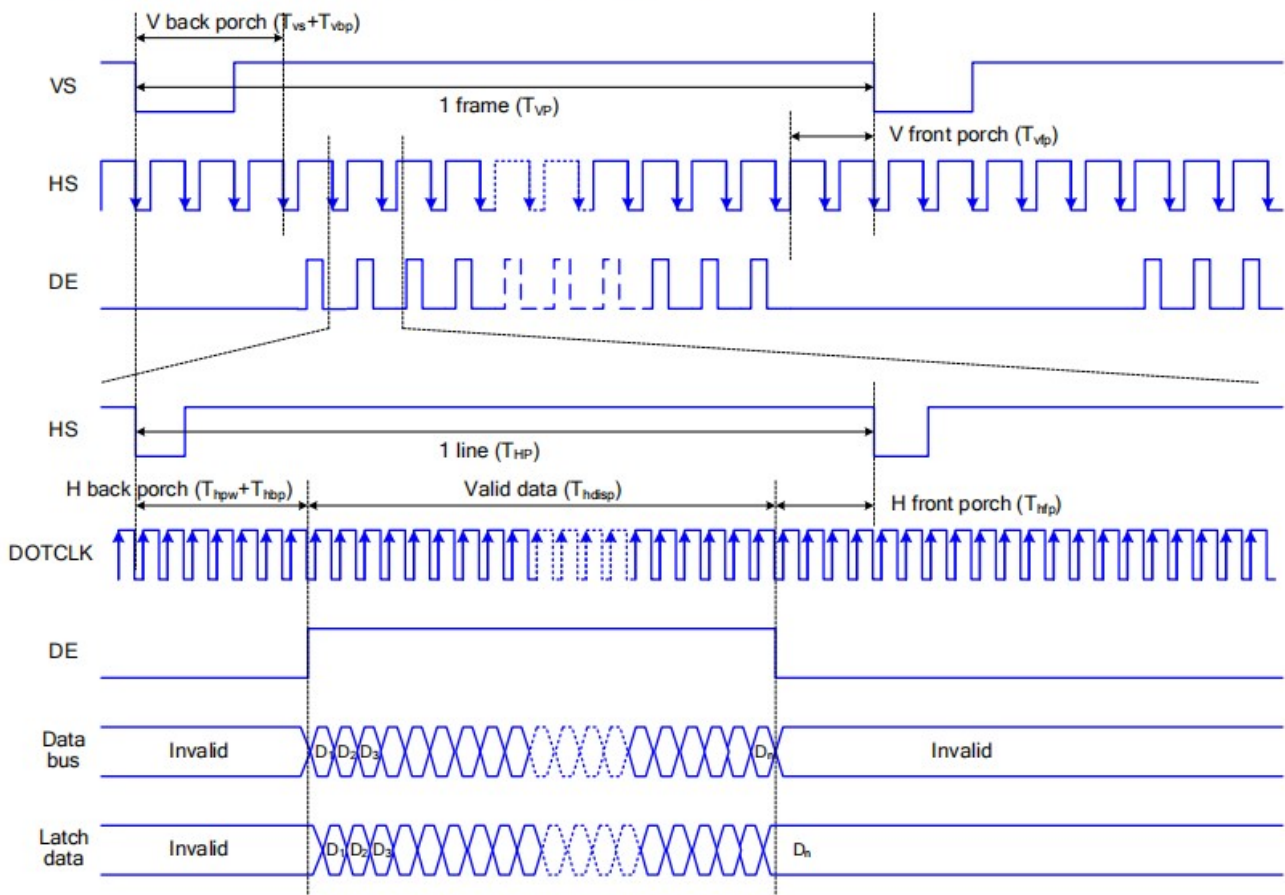 V back porch (Tvs+Tvbp)
VS
1 frame (TVP)
V front porch (Tvfp)
HS
DE
HS
1 line (THP)
H back porch (Thpw+Thbp)
Valid data (Thdisp)
H front porch (Thfp)
DOTCLK
DE
Data
bus
Invalid
D1 D2 D3
Dn
Invalid
Latch
data
Invalid
D1 D2 D3
Dn